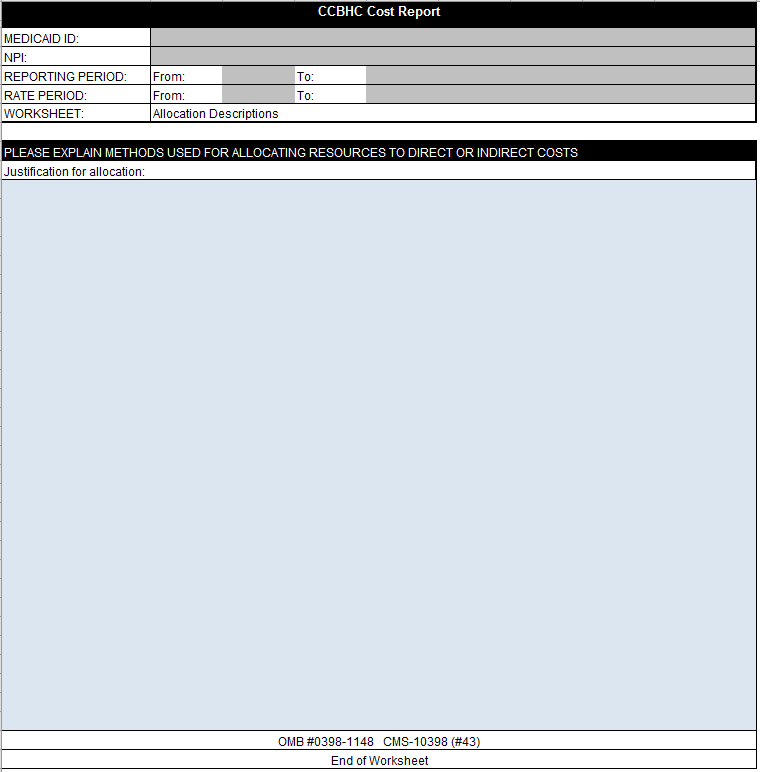 CCBHC Cost Report
MEDICAID ID:
NPI:
REPORTING PERIOD: From: To:
RATE PERIOD: From: To:
WORKSHEET: Allocation Descriptions
PLEASE EXPLAIN METHODS USED FOR ALLOCATING RESOURCES TO DIRECT OR INDIRECT COSTS
Justification for allocation:
OMB #0398-1148 CMS-10398 (#43)
End of Worksheet